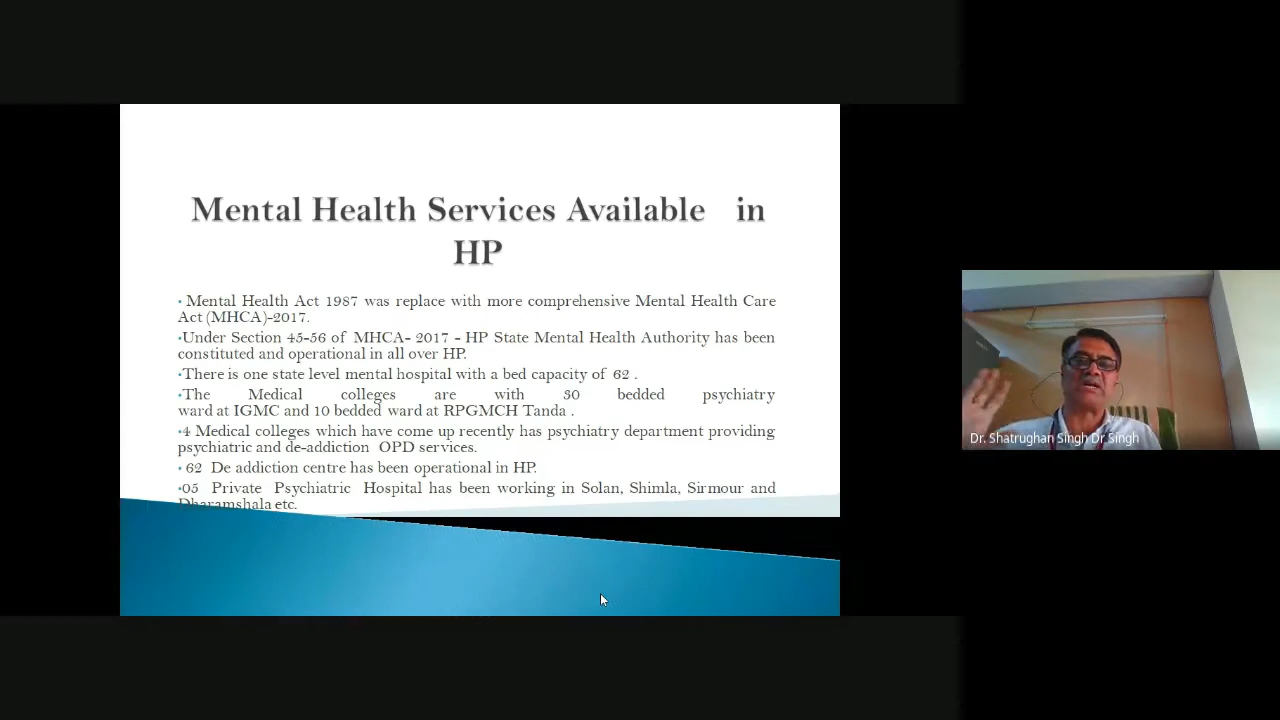 Mental Health Services Available in
HP
• Mental Health Act 1987 was replace with more comprehensive Mental Health Care
Act (MHCA)-2017.
•Under Section 45-56 of MHCA- 2017 - HP State Mental Health Authority has been
constituted and operational in all over HP.
•There is one state level mental hospital with a bed capacity of 62 .
•The Medical colleges are with 30 bedded psychiatry
ward at IGMC and 10 bedded ward at RPGMCH Tanda .
•4 Medical colleges which have come up recently has psychiatry department providing
psychiatric and de-addiction OPD services.
• 62 De addiction centre has been operational in HP.
•05 Private Psychiatric Hospital has been working in Solan, Shimla, Sirmour and
Dharamshala etc.
Dr. Shatrughan Singh Dr Singh